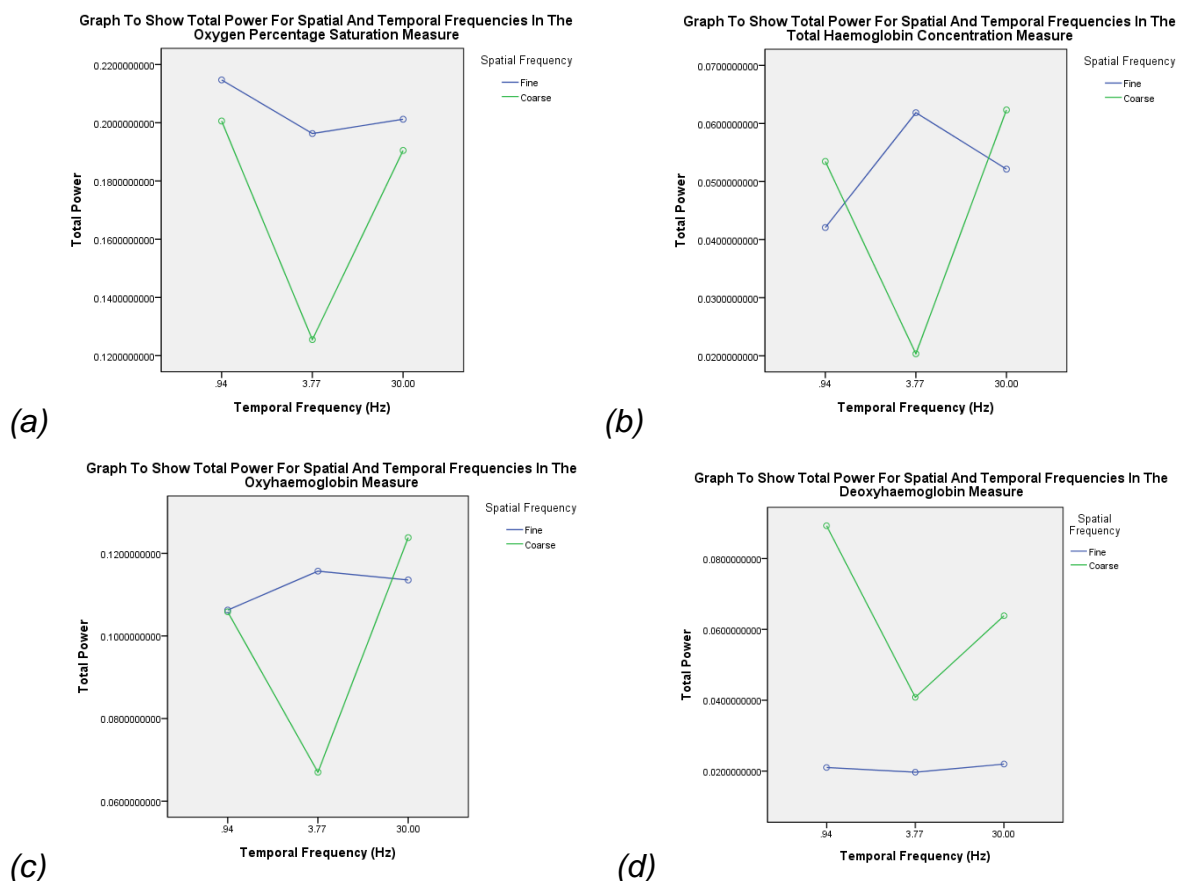 Graph To Show Total Power For Spatial And Temporal Frequencies In The
Oxygen Percentage Saturation Measure
Spatial Frequency
Fine
Coarse
Total Power
0.2200000000
0.2000000000
0.1800000000
0.1600000000
0.1400000000
0.1200000000
.94
3.77
30.00
Temporal Frequency (Hz)
(a)
Graph To Show Total Power For Spatial And Temporal Frequencies In The
Total Haemoglobin Concentration Measure
Spatial Frequency
Fine
Coarse
Total Power
0.0700000000
0.0600000000
0.0500000000
0.0400000000
0.0300000000
0.0200000000
.94
3.77
30.00
Temporal Frequency (Hz)
(b)
Graph To Show Total Power For Spatial And Temporal Frequencies In The
Oxyhaemoglobin Measure
Spatial Frequency
Fine
Coarse
Total Power
0.1200000000
0.1000000000
0.0800000000
0.0600000000
.94
3.77
30.00
Temporal Frequency (Hz)
(c)
Graph To Show Total Power For Spatial And Temporal Frequencies In The
Deoxyhaemoglobin Measure
Spatial
Frequency
Fine
Coarse
Total Power
0.0800000000
0.0600000000
0.0400000000
0.0200000000
.94
3.77
30.00
Temporal Frequency (Hz)
(d)